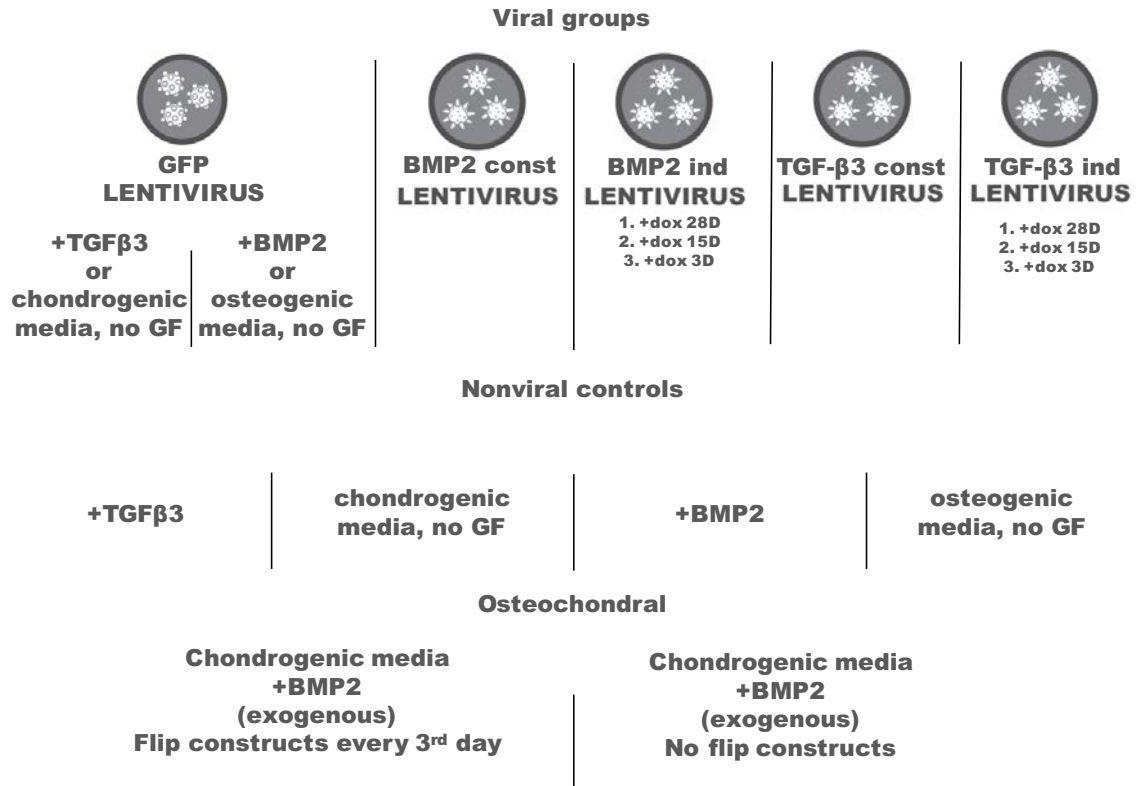 Viral groups
GFP
LENTIVIRUS
+TGFβ3
or
chondrogenic
media, no GF
+BMP2
or
osteogenic
media, no GF
BMP2 const
LENTIVIRUS
BMP2 ind
LENTIVIRUS
1. +dox 28D
2. +dox 15D
3. +dox 3D
TGF-β3 const
LENTIVIRUS
TGF-β3 ind
LENTIVIRUS
1. +dox 28D
2. +dox 15D
3. +dox 3D
Nonviral controls
+TGFβ3
chondrogenic
media, no GF
+BMP2
osteogenic
media, no GF
Osteochondral
Chondrogenic media
+BMP2
(exogenous)
Flip constructs every 3rd day
Chondrogenic media
+BMP2
(exogenous)
No flip constructs